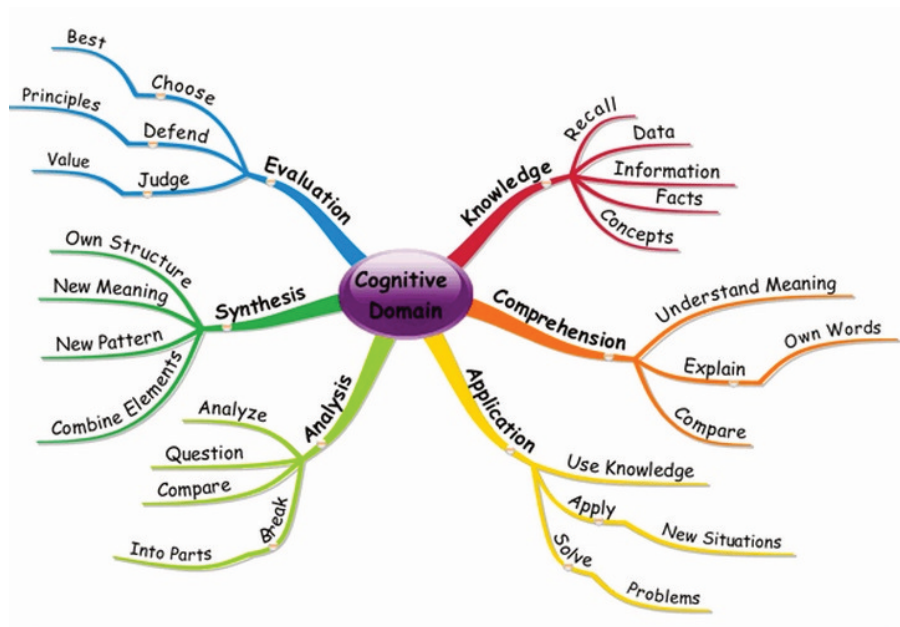 Cognitive
Domain
Knowledge
Recall
Data
Information
Facts
Concepts
Comprehension
Understand Meaning
Explain
Own Words
Compare
Application
Use Knowledge
Apply
New Situations
Solve
Problems
Analysis
Analyze
Question
Compare
Break
Into Parts
Synthesis
Own Structure
New Meaning
New Pattern
Combine Elements
Evaluation
Choose
Best
Defend
Principles
Judge
Value